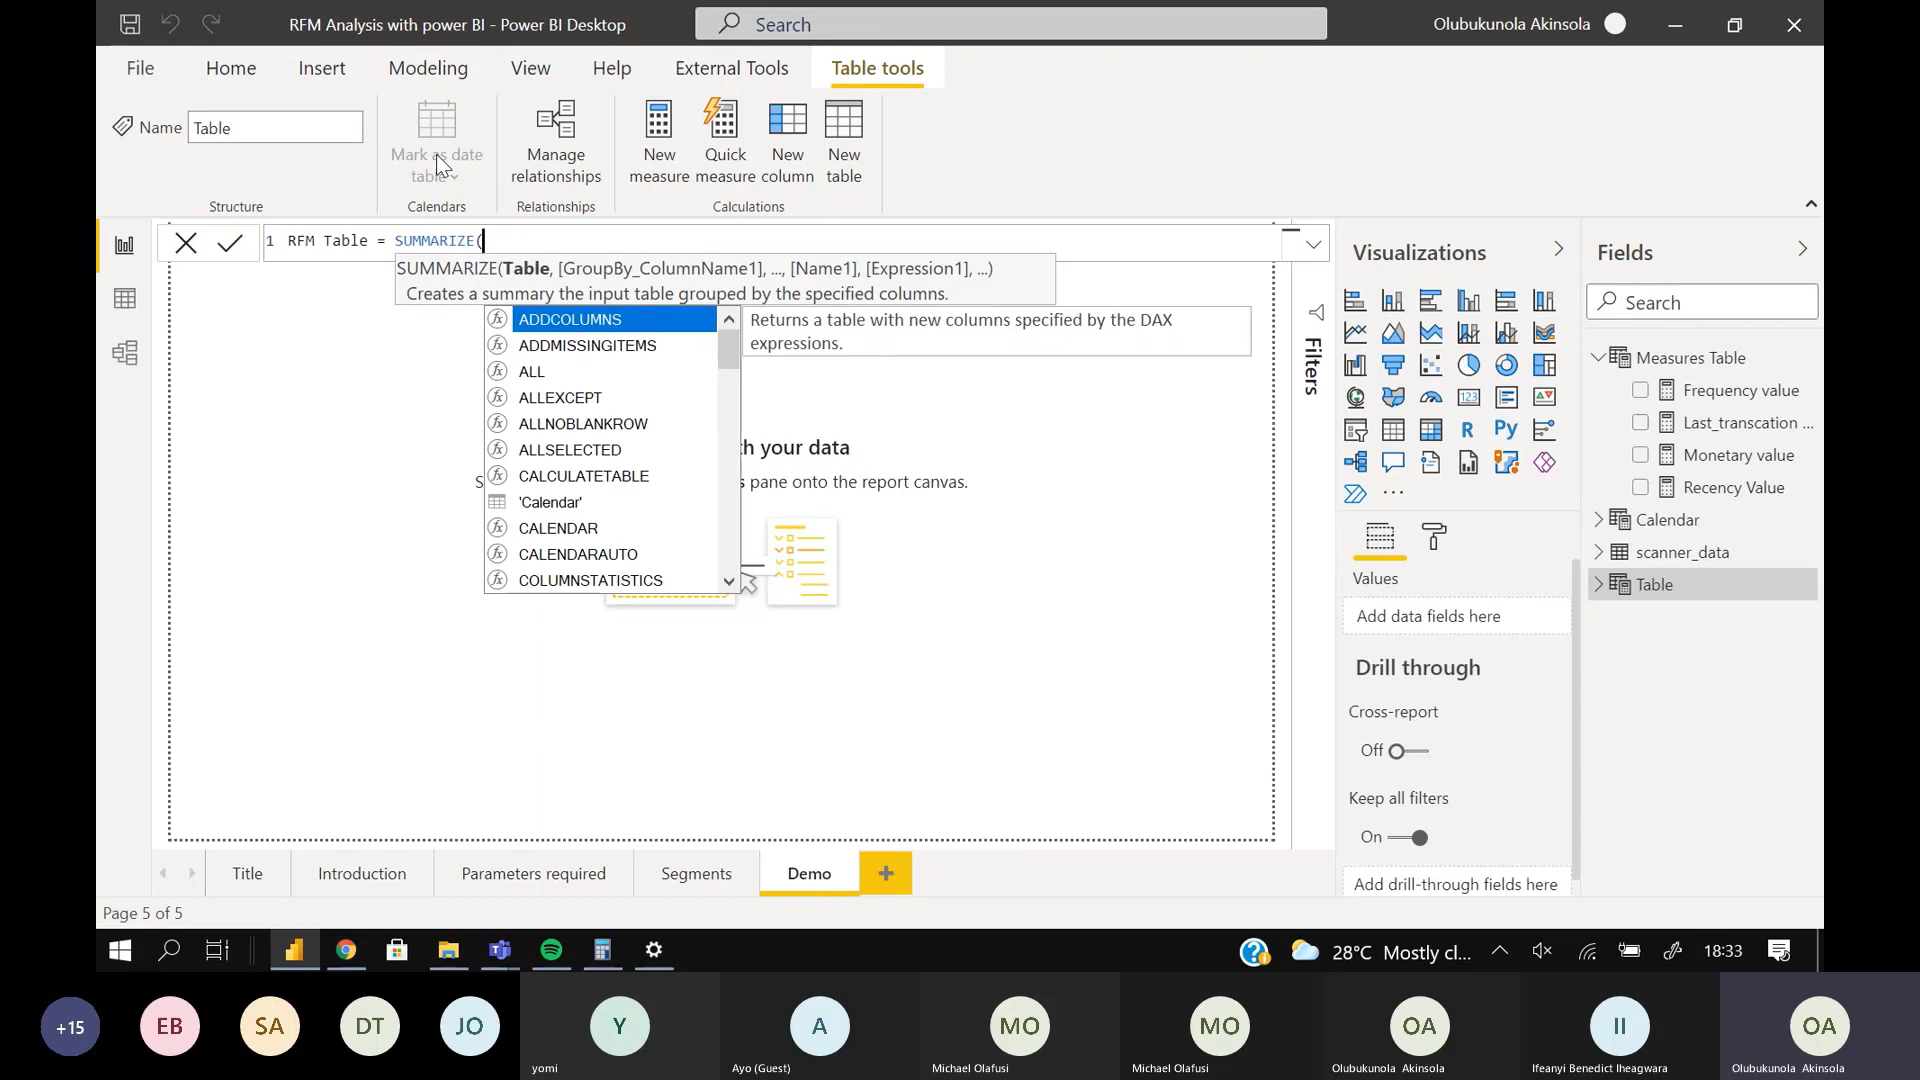 RFM Analysis with power BI - Power BI Desktop
Search
Olubukunola Akinsola
File
Home
Insert
Modeling
View
Help
External Tools
Table tools
Name
Table
Mark as date
table
Manage
relationships
New
measure
Quick
measure
New
column
New
table
Structure
Calendars
Relationships
Calculations
1 RFM Table = SUMMARIZE(
SUMMARIZE(Table, [GroupBy_ColumnName1], ..., [Name1], [Expression1], ...)
Creates a summary the input table grouped by the specified columns.
ADDCOLUMNS
ADDMISSINGITEMS
ALL
ALLEXCEPT
ALLNOBLANKROW
ALLSELECTED
CALCULATETABLE
'Calendar'
CALENDAR
CALENDARAUTO
COLUMNSTATISTICS
Returns a table with new columns specified by the DAX
expressions.
h your data
S
s pane onto the report canvas.
Filters
Visualizations
R
Py
123
Values
Add data fields here
Drill through
Cross-report
Off
Keep all filters
On
Add drill-through fields here
Fields
Search
Measures Table
Frequency value
Last_transcation ...
Monetary value
Recency Value
Calendar
scanner_data
Table
Title
Introduction
Parameters required
Segments
Demo
Page 5 of 5
28°C Mostly cl...
18:33
+15
EB
SA
DT
JO
Y
yomi
A
Ayo (Guest)
MO
Michael Olafusi
MO
Michael Olafusi
OA
Olubukunola Akinsola
II
Ifeanyi Benedict Iheagwara
OA
Olubukunola Akinsola